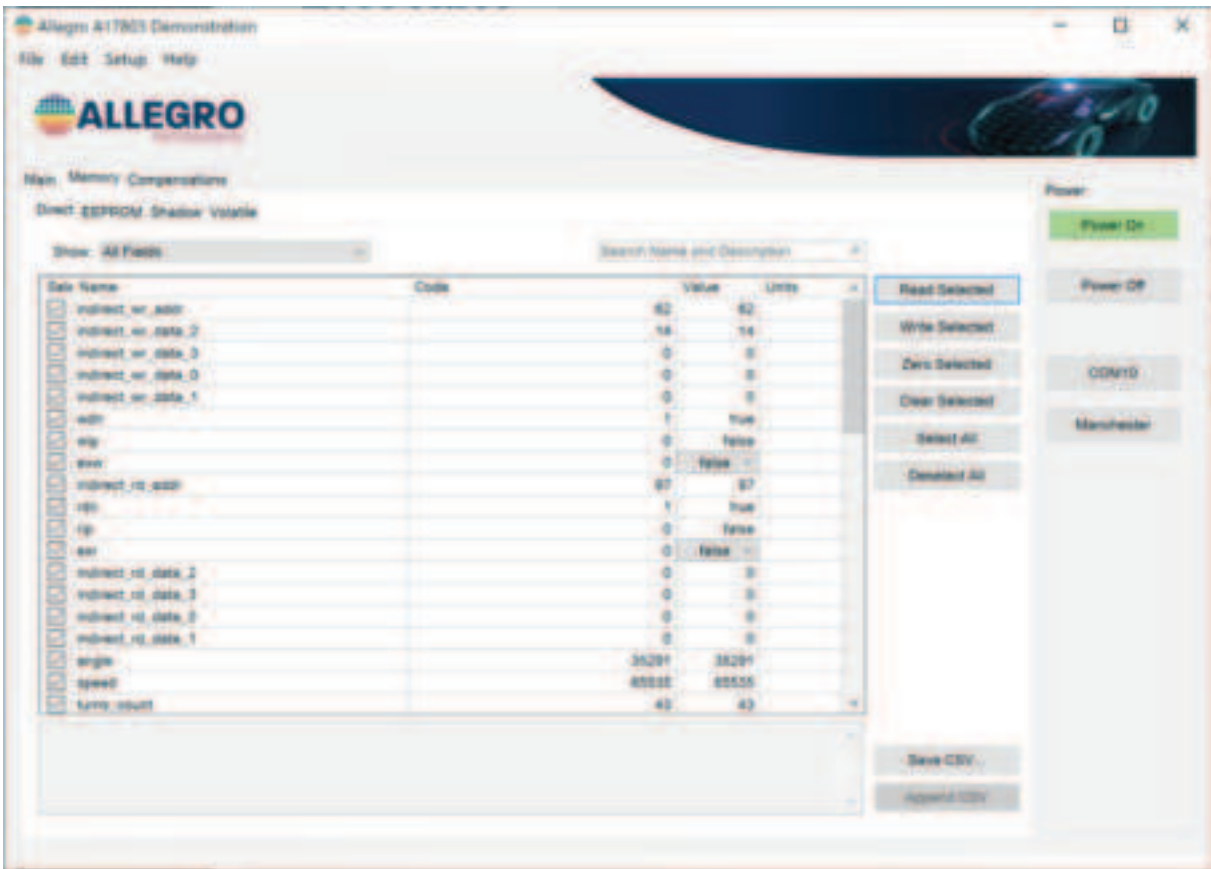 Allegro A17803 Demonstration
File Edit Setup Help
ALLEGRO
Main Memory Compensations
Direct EEPROM Shadow Volatile
Power
Power On
Show: All Fields
Search Name and Description
Name Code Value Units
Read Selected
Power Off
indirect_wr_addr 62 62
indirect_wr_data_2 14 14
Write Selected
indirect_wr_data_3 0 0
Zero Selected
indirect_wr_data_0 0 0
COM10
indirect_wr_data_1 0 0
Clear Selected
wdn 1 true
Manchester
wip 0 false
Select All
exw 0 false
indirect_rd_addr 87 87
Deselect All
rdn 1 true
rip 0 false
exr 0 false
indirect_rd_data_2 0 0
indirect_rd_data_3 0 0
indirect_rd_data_0 0 0
indirect_rd_data_1 0 0
angle 35291 35291
speed 65535 65535
turns_count 43 43
Save CSV...
Append CSV